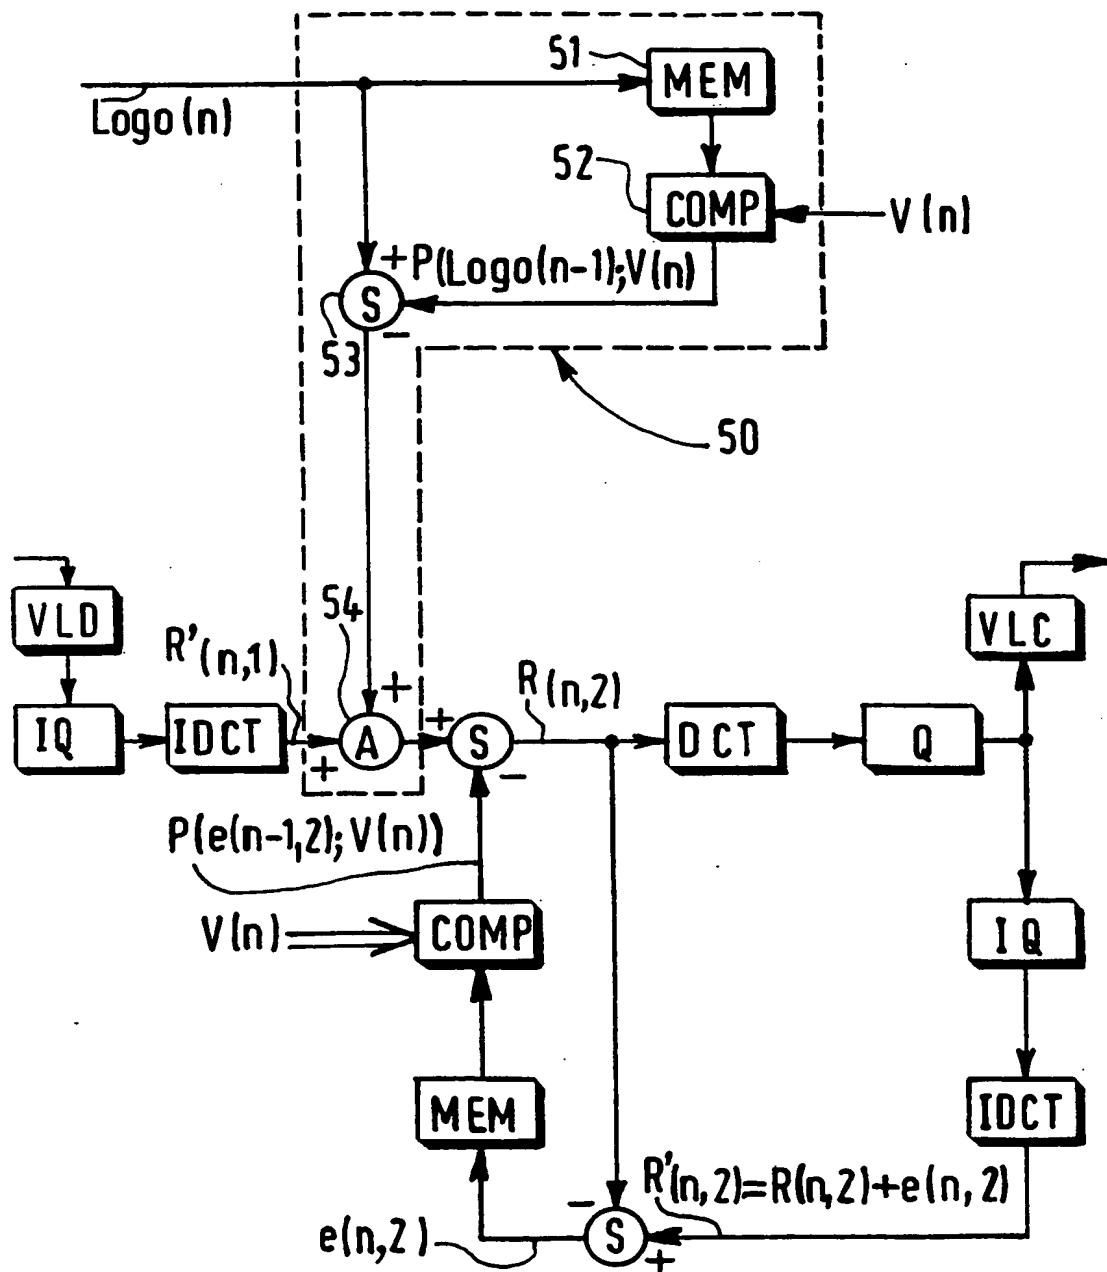 51
MEM
Logo(n)
52
COMP
V(n)
+
P(Logo(n-1);V(n)
S
-
53
50
VLD
54
VLC
R'(n,1)
+
R(n,2)
IQ
IDCT
+
A
+
S
-
DCT
Q
P(e(n-1,2);V(n))
V(n)
COMP
IQ
MEM
IDCT
-
R'(n,2)=R(n,2)+e(n,2)
e(n,2)
S
+